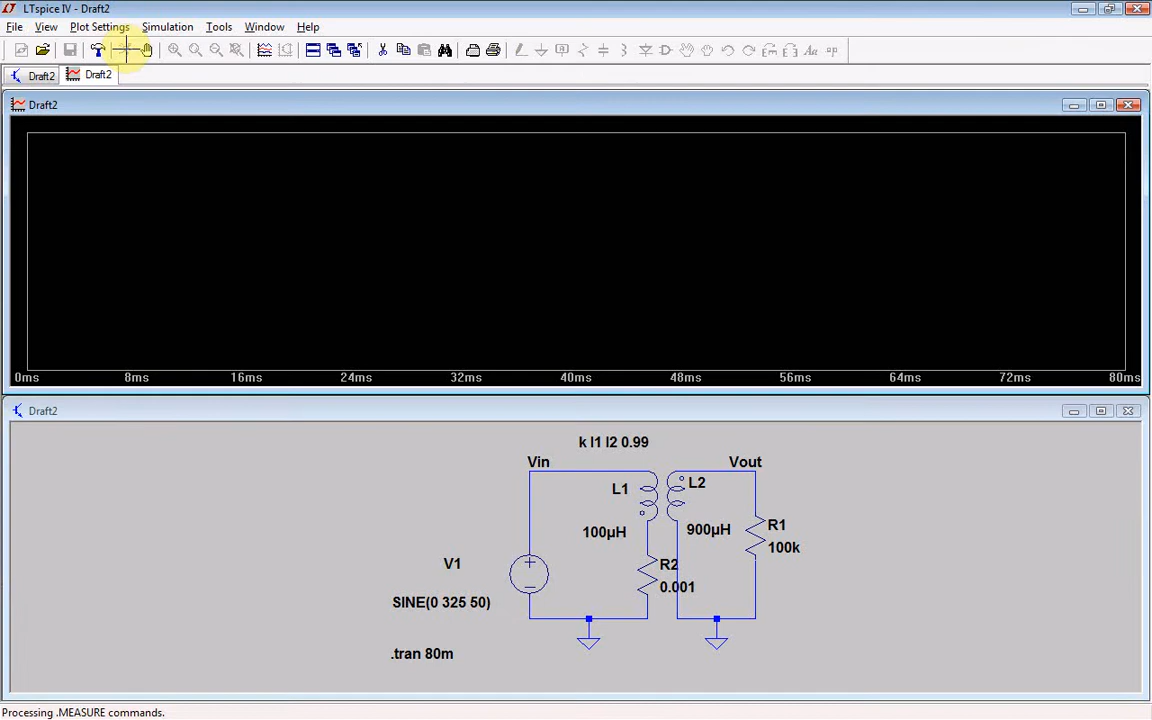 LTspice IV - Draft2
File View Plot Settings Simulation Tools Window Help
Draft2 Draft2
Draft2
0ms 8ms 16ms 24ms 32ms 40ms 48ms 56ms 64ms 72ms 80ms
Draft2
k l1 l2 0.99
Vin Vout
L1 L2
100µH 900µH
R1
100k
V1 R2
0.001
SINE(0 325 50)
.tran 80m
Processing .MEASURE commands.